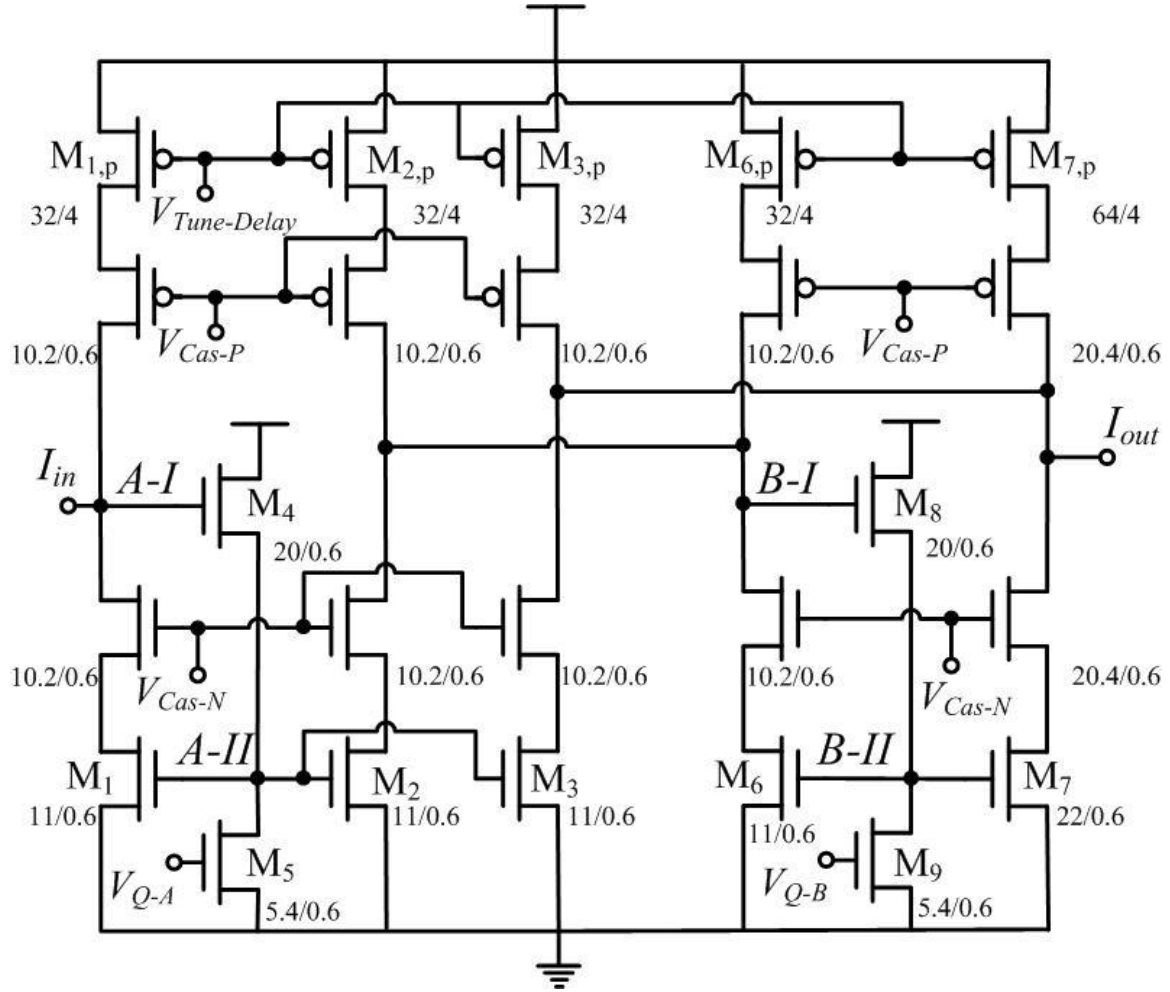 M1,p
M2,p
M3,p
M6,p
M7,p
VTune-Delay
32/4
32/4
32/4
32/4
64/4
VCas-P
VCas-P
10.2/0.6
10.2/0.6
10.2/0.6
10.2/0.6
20.4/0.6
Iin
A-I
M4
B-I
M8
Iout
20/0.6
20/0.6
10.2/0.6
VCas-N
10.2/0.6
10.2/0.6
10.2/0.6
VCas-N
20.4/0.6
M1
A-II
M2
M3
M6
B-II
M7
11/0.6
11/0.6
11/0.6
11/0.6
22/0.6
VQ-A
M5
VQ-B
M9
5.4/0.6
5.4/0.6